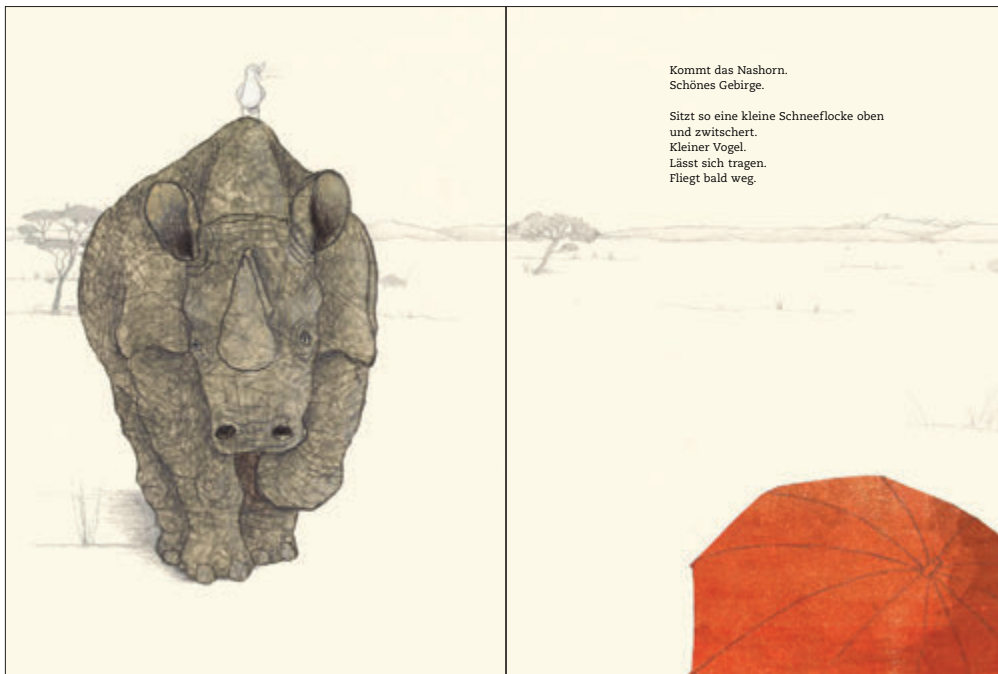 Kommt das Nashorn.
Schönes Gebirge.
Sitzt so eine kleine Schneeflocke oben
und zwitschert.
Kleiner Vogel.
Lässt sich tragen.
Fliegt bald weg.